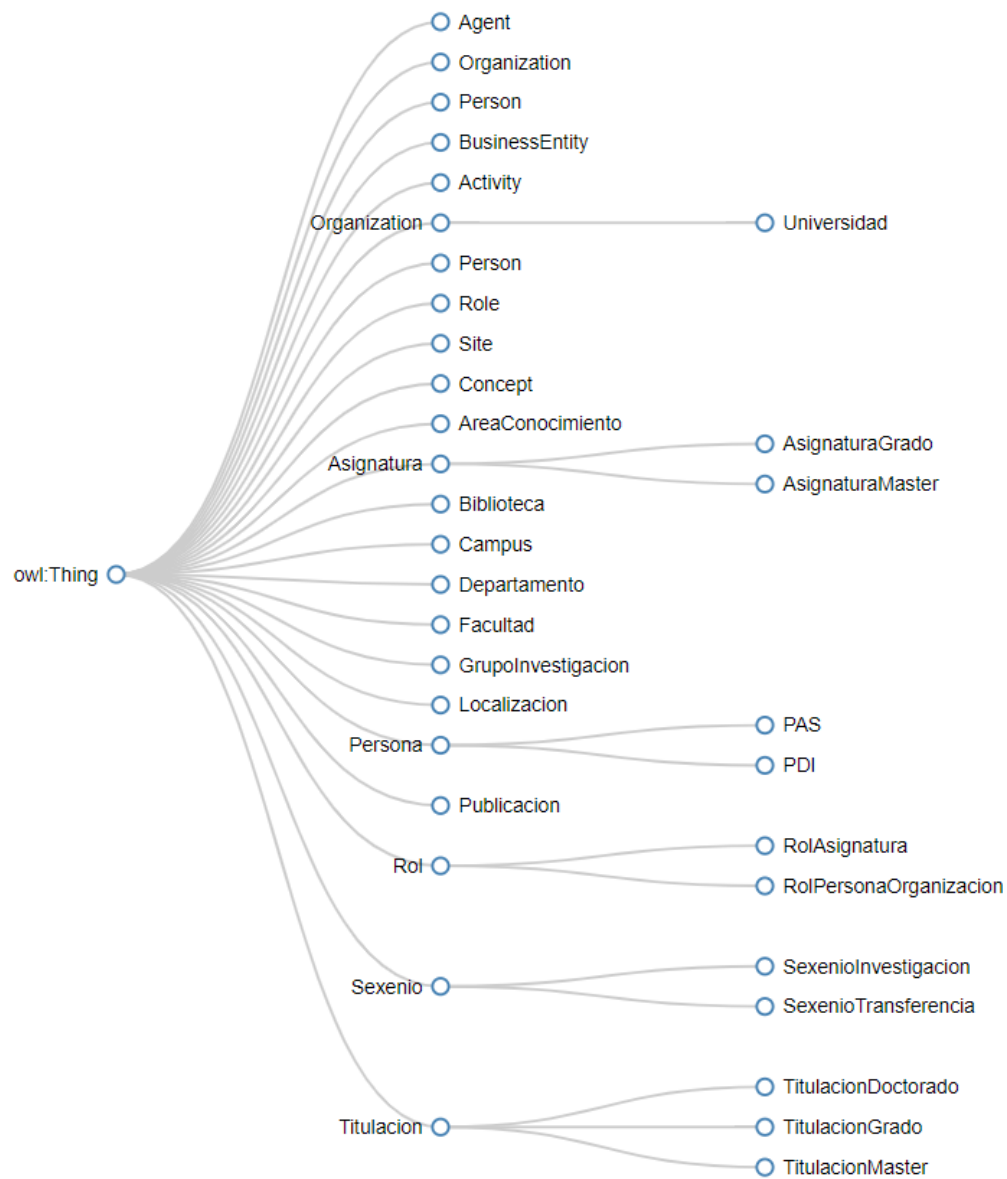 Agent
Organization
Person
BusinessEntity
Activity
Organization
Universidad
Person
Role
Site
Concept
AreaConocimiento
Asignatura
AsignaturaGrado
AsignaturaMaster
Biblioteca
Campus
owl:Thing
Departamento
Facultad
GrupoInvestigacion
Localizacion
Persona
PAS
PDI
Publicacion
Rol
RolAsignatura
RolPersonaOrganizacion
Sexenio
SexenioInvestigacion
SexenioTransferencia
Titulacion
TitulacionDoctorado
TitulacionGrado
TitulacionMaster